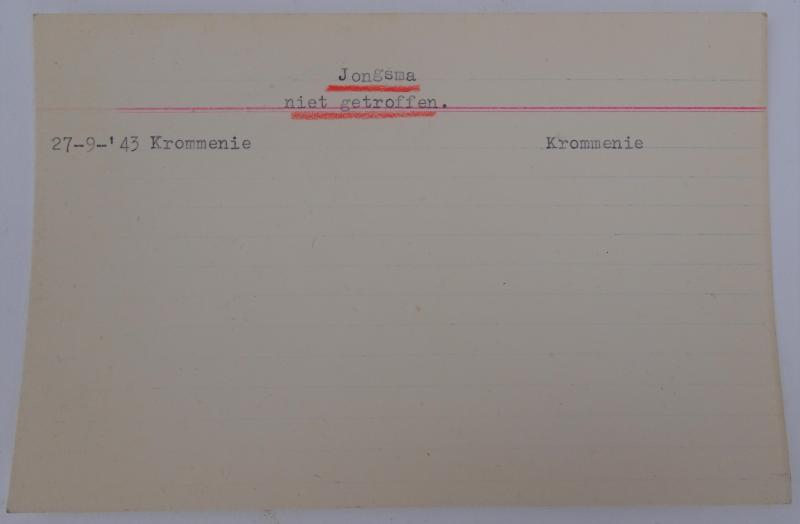 Jongsma
niet getroffen.
27-9-'43 Krommenie Krommenie